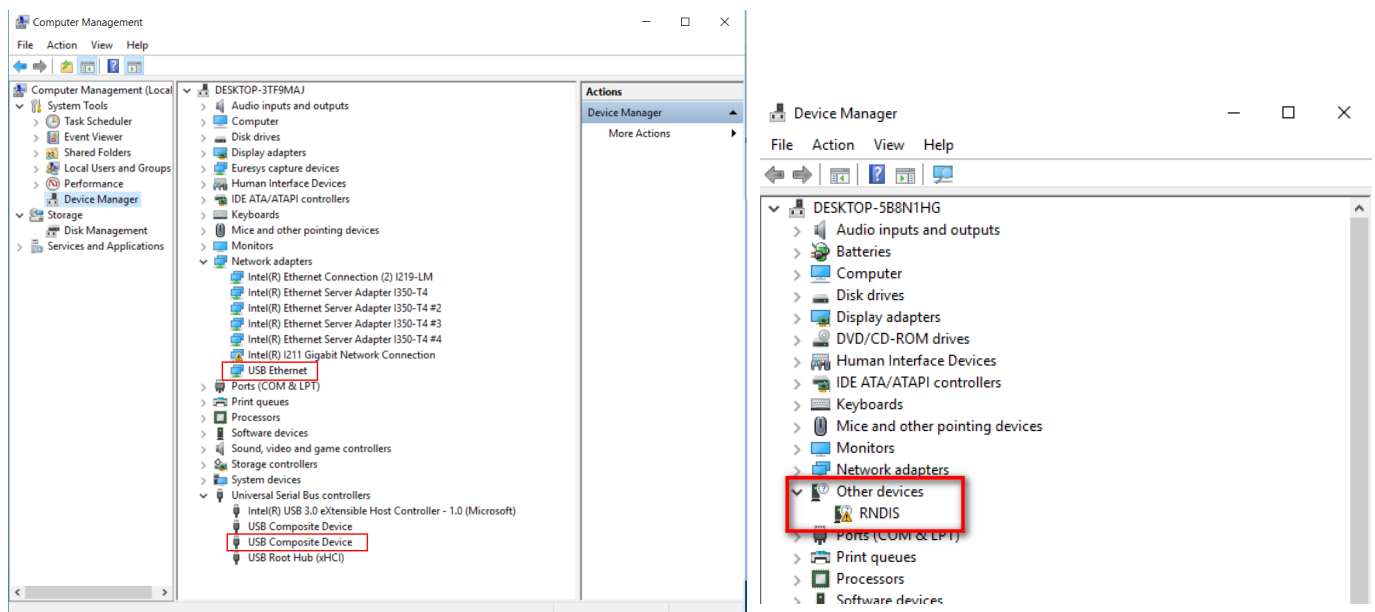 Computer Management
File Action View Help
Computer Management (Local
System Tools
Task Scheduler
Event Viewer
Shared Folders
Local Users and Groups
Performance
Device Manager
Storage
Disk Management
Services and Applications
DESKTOP-3TF9MAJ
Audio inputs and outputs
Computer
Disk drives
Display adapters
Euresys capture devices
Human Interface Devices
IDE ATA/ATAPI controllers
Keyboards
Mice and other pointing devices
Monitors
Network adapters
Intel(R) Ethernet Connection (2) I219-LM
Intel(R) Ethernet Server Adapter I350-T4
Intel(R) Ethernet Server Adapter I350-T4 #2
Intel(R) Ethernet Server Adapter I350-T4 #3
Intel(R) Ethernet Server Adapter I350-T4 #4
Intel(R) I211 Gigabit Network Connection
USB Ethernet
Ports (COM & LPT)
Print queues
Processors
Software devices
Sound, video and game controllers
Storage controllers
System devices
Universal Serial Bus controllers
Intel(R) USB 3.0 eXtensible Host Controller - 1.0 (Microsoft)
USB Composite Device
USB Composite Device
USB Root Hub (xHCI)
Actions
Device Manager
More Actions
Device Manager
File Action View Help
DESKTOP-5B8N1HG
Audio inputs and outputs
Batteries
Computer
Disk drives
Display adapters
DVD/CD-ROM drives
Human Interface Devices
IDE ATA/ATAPI controllers
Keyboards
Mice and other pointing devices
Monitors
Network adapters
Other devices
RNDIS
Ports (COM & LPT)
Print queues
Processors
Software devices